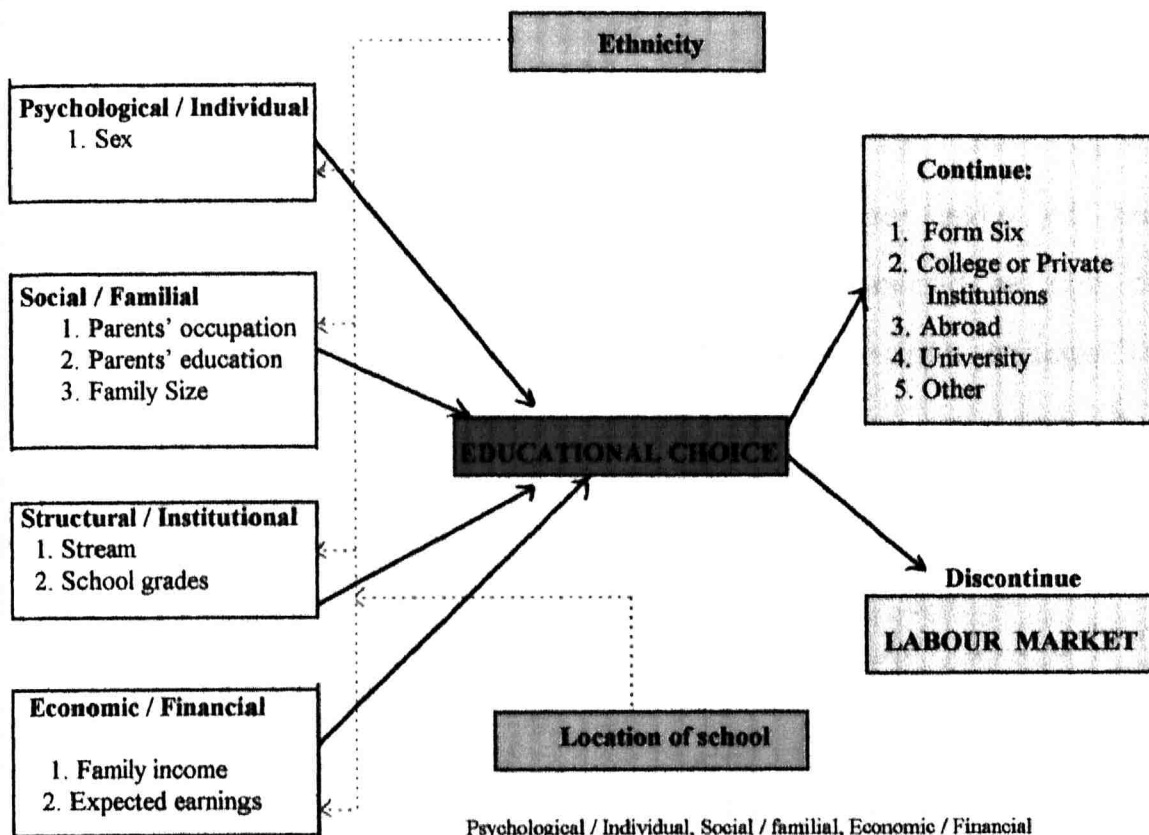 Ethnicity
Psychological / Individual
1. Sex
Social / Familial
1. Parents' occupation
2. Parents' education
3. Family Size
Structural / Institutional
1. Stream
2. School grades
Economic / Financial
1. Family income
2. Expected earnings
EDUCATIONAL CHOICE
Location of school
Continue:
1. Form Six
2. College or Private
Institutions
3. Abroad
4. University
5. Other
Discontinue
LABOUR MARKET
Psychological / Individual, Social / familial, Economic / Financial